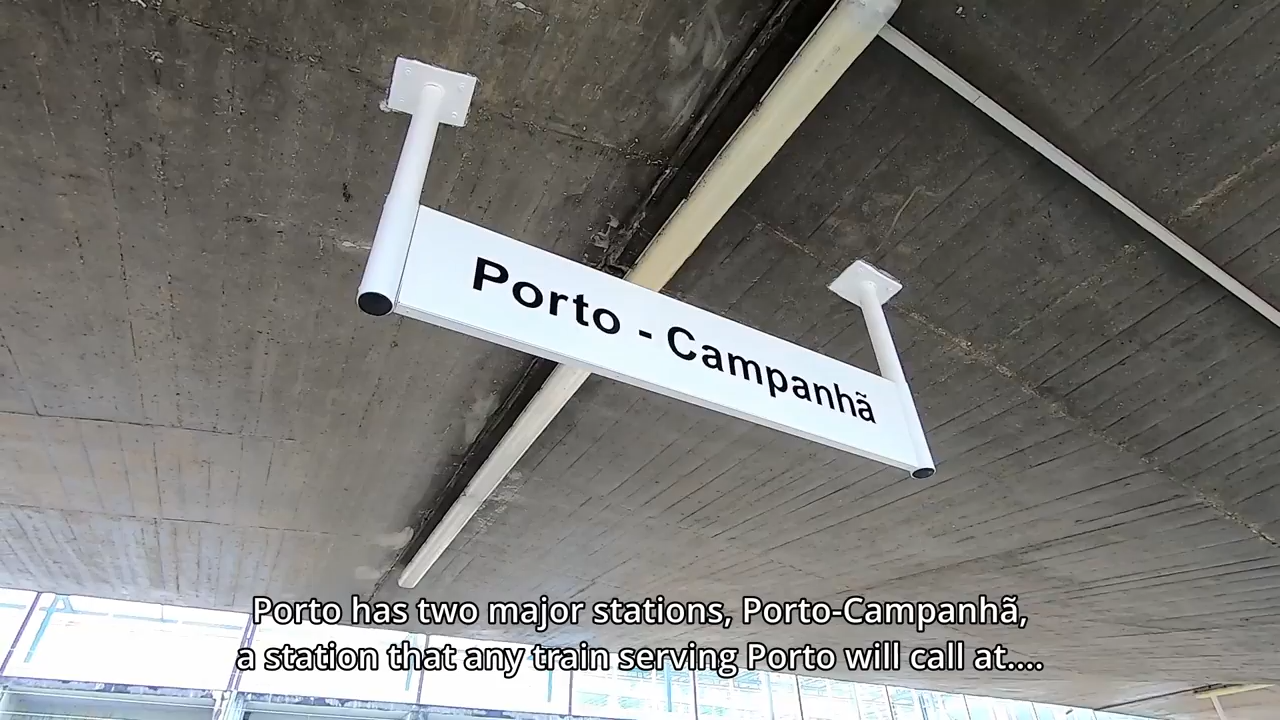 Porto - Campanhã
Porto has two major stations, Porto-Campanhã,
a station that any train serving Porto will call at....